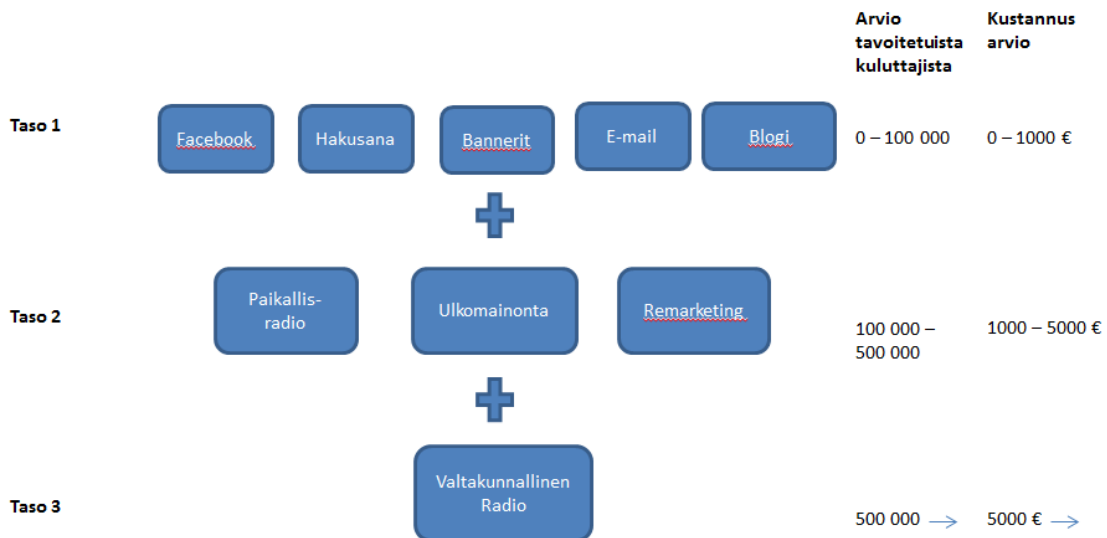 Arvio
tavoitetuista
kuluttajista
Kustannus
arvio
Taso 1
Facebook
Hakusana
Bannerit
E-mail
Blogi
0 – 100 000
0 – 1000 €
Taso 2
Paikallis-
radio
Ulkomainonta
Remarketing
100 000 –
500 000
1000 – 5000 €
Taso 3
Valtakunnallinen
Radio
500 000
5000 €